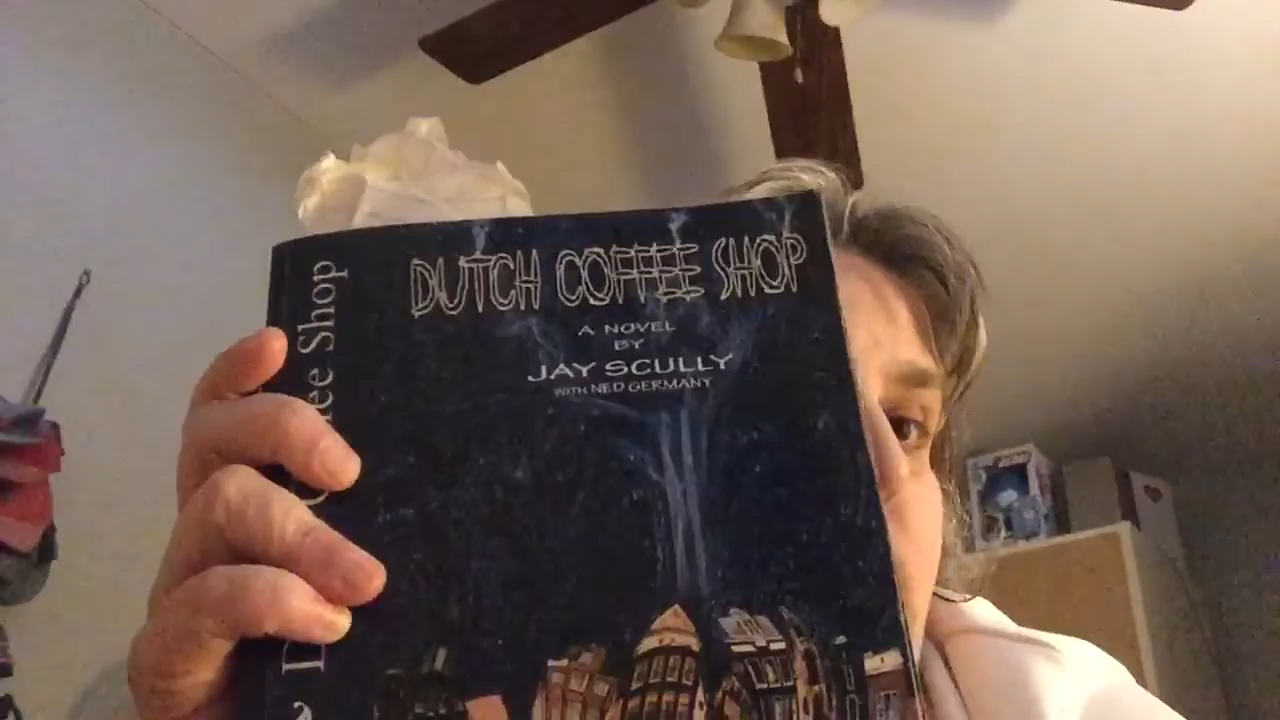 DUTCH COFFEE SHOP
A NOVEL
BY
JAY SCULLY
WITH NED GERMANY
ee Shop